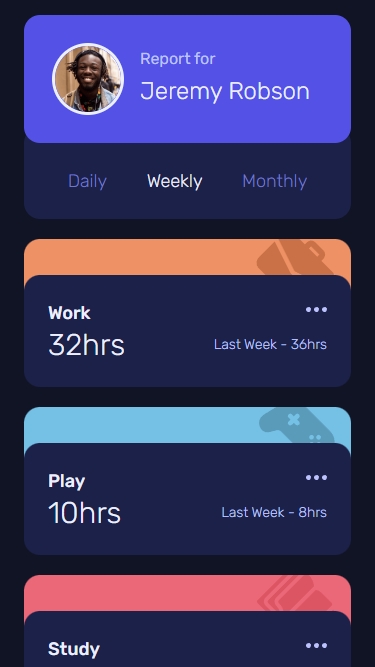 Report for
Jeremy Robson
Daily Weekly Monthly
Work
32hrs Last Week - 36hrs
Play
10hrs Last Week - 8hrs
Study